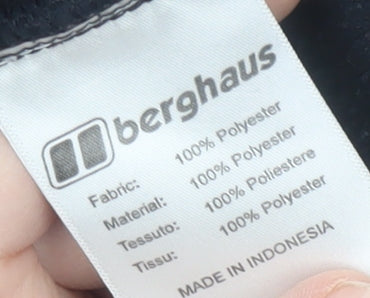 berghaus
Fabric: 100% Polyester
Material: 100% Polyester
Tessuto: 100% Poliestere
Tissu: 100% Polyester
MADE IN INDONESIA